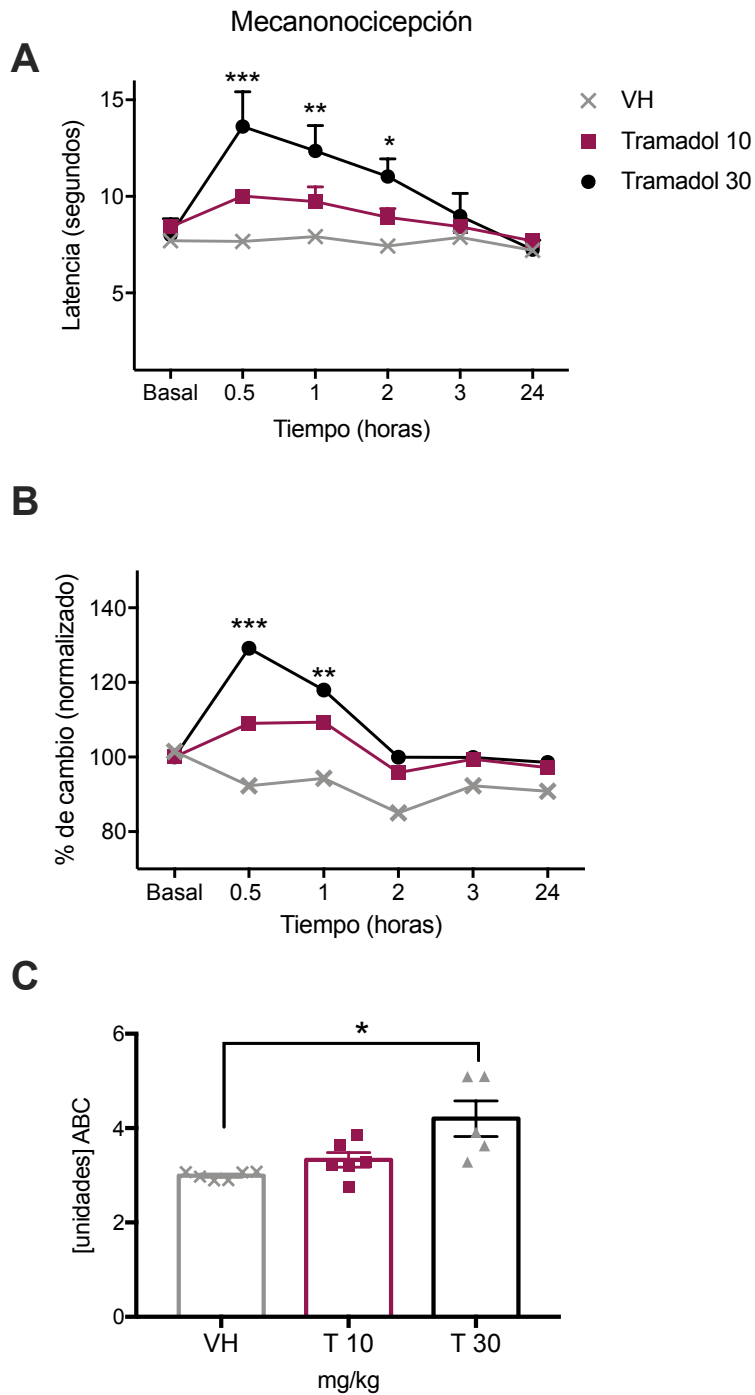 Mecanonocicepción
A
15
10
5
Latencia (segundos)
***
**
*
VH
Tramadol 10
Tramadol 30
Basal 0.5 1 2 3 24
Tiempo (horas)
B
140
120
100
80
% de cambio (normalizado)
***
**
Basal 0.5 1 2 3 24
Tiempo (horas)
C
6
4
2
0
[unidades] ABC
*
VH T 10 T 30
mg/kg